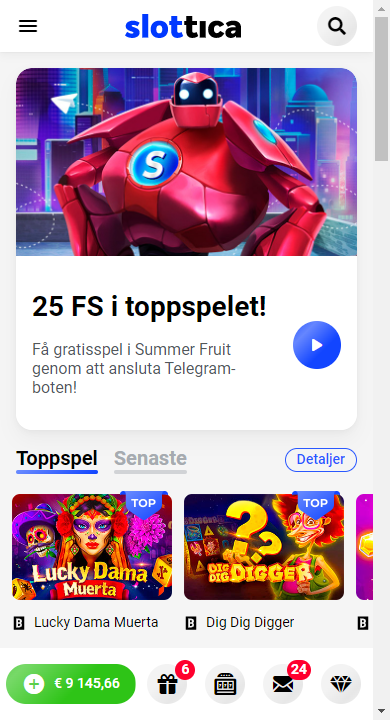 slottica
S
25 FS i toppspelet!
Få gratisspel i Summer Fruit
genom att ansluta Telegram-
boten!
Toppspel Senaste Detaljer
TOP TOP
Lucky Dama
Muerta
DIG DIG DIGGER
B Lucky Dama Muerta B Dig Dig Digger B
€ 9 145,66 6 24